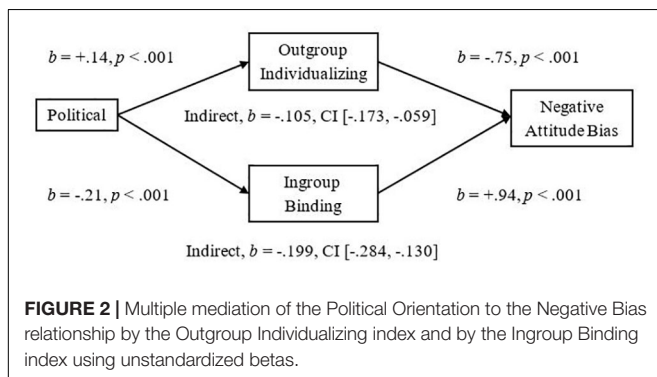 b = +.14, p < .001
Outgroup
Individualizing
b = -.75, p < .001
Political
Indirect, b = -.105, CI [-.173, -.059]
Negative
Attitude Bias
b = -.21, p < .001
Ingroup
Binding
b = +.94, p < .001
Indirect, b = -.199, CI [-.284, -.130]
FIGURE 2 | Multiple mediation of the Political Orientation to the Negative Bias
relationship by the Outgroup Individualizing index and by the Ingroup Binding
index using unstandardized betas.